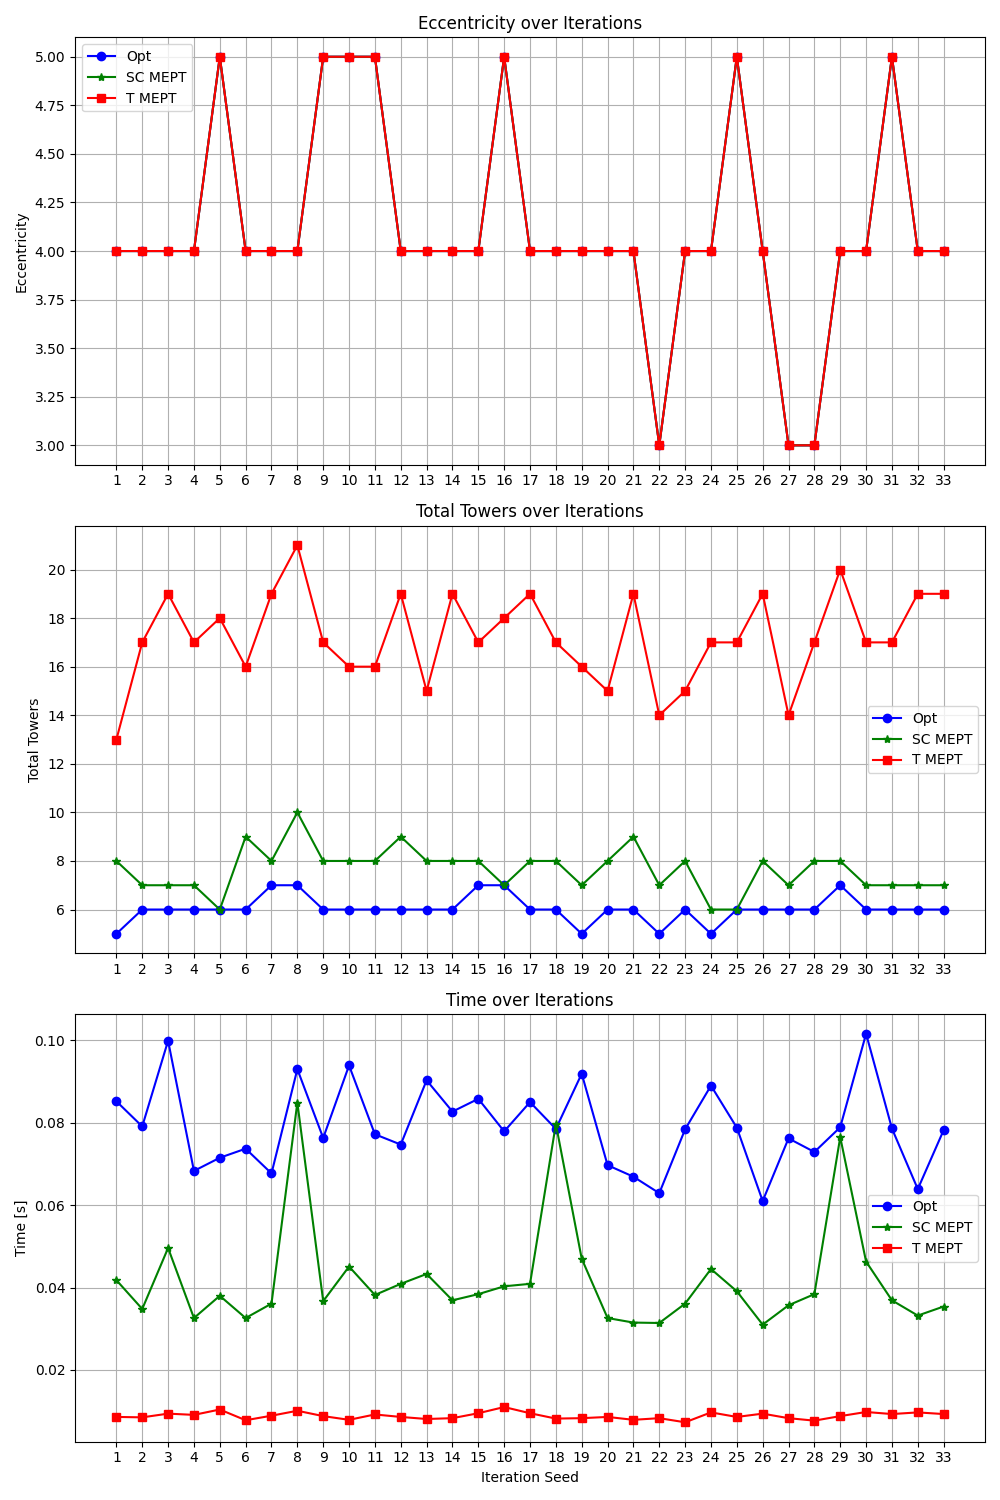 Eccentricity over Iterations
Opt
SC MEPT
T MEPT
Eccentricity
5.00
4.75
4.50
4.25
4.00
3.75
3.50
3.25
3.00
1 2 3 4 5 6 7 8 9 10 11 12 13 14 15 16 17 18 19 20 21 22 23 24 25 26 27 28 29 30 31 32 33
Total Towers over Iterations
Total Towers
20
18
16
14
12
10
8
6
Opt
SC MEPT
T MEPT
1 2 3 4 5 6 7 8 9 10 11 12 13 14 15 16 17 18 19 20 21 22 23 24 25 26 27 28 29 30 31 32 33
Time over Iterations
Time [s]
0.10
0.08
0.06
0.04
0.02
Opt
SC MEPT
T MEPT
1 2 3 4 5 6 7 8 9 10 11 12 13 14 15 16 17 18 19 20 21 22 23 24 25 26 27 28 29 30 31 32 33
Iteration Seed